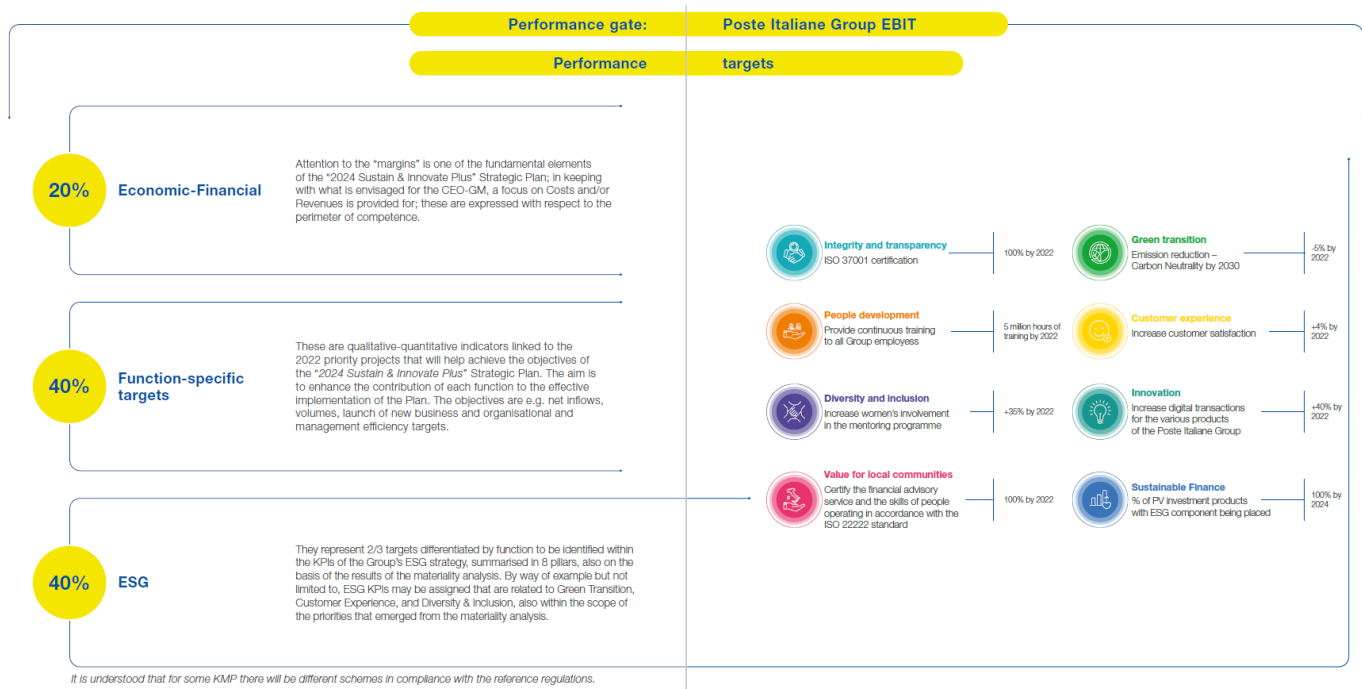 Performance gate: Poste Italiane Group EBIT
Performance targets
20%
Economic-Financial
Attention to the “margins” is one of the fundamental elements
of the “2024 Sustain & Innovate Plus” Strategic Plan; in keeping
with what is envisaged for the CEO-GM, a focus on Costs and/or
Revenues is provided for; these are expressed with respect to the
perimeter of competence.
40%
Function-specific
targets
These are qualitative-quantitative indicators linked to the
2022 priority projects that will help achieve the objectives of
the “2024 Sustain & Innovate Plus” Strategic Plan. The aim is
to enhance the contribution of each function to the effective
implementation of the Plan. The objectives are e.g. net inflows,
volumes, launch of new business and organisational and
management efficiency targets.
40%
ESG
They represent 2/3 targets differentiated by function to be identified within
the KPIs of the Group’s ESG strategy, summarised in 8 pillars, also on the
basis of the results of the materiality analysis. By way of example but not
limited to, ESG KPIs may be assigned that are related to Green Transition,
Customer Experience, and Diversity & Inclusion, also within the scope of
the priorities that emerged from the materiality analysis.
It is understood that for some KMP there will be different schemes in compliance with the reference regulations.
Integrity and transparency
ISO 37001 certification
100% by 2022
Green transition
Emission reduction –
Carbon Neutrality by 2030
-5% by
2022
People development
Provide continuous training
to all Group employess
5 million hours of
training by 2022
Customer experience
Increase customer satisfaction
+4% by
2022
Diversity and inclusion
Increase women’s involvement
in the mentoring programme
+35% by 2022
Innovation
Increase digital transactions
for the various products
of the Poste Italiane Group
+40% by
2022
Value for local communities
Certify the financial advisory
service and the skills of people
operating in accordance with the
ISO 22222 standard
100% by 2022
Sustainable Finance
% of PV investment products
with ESG component being placed
100% by
2024